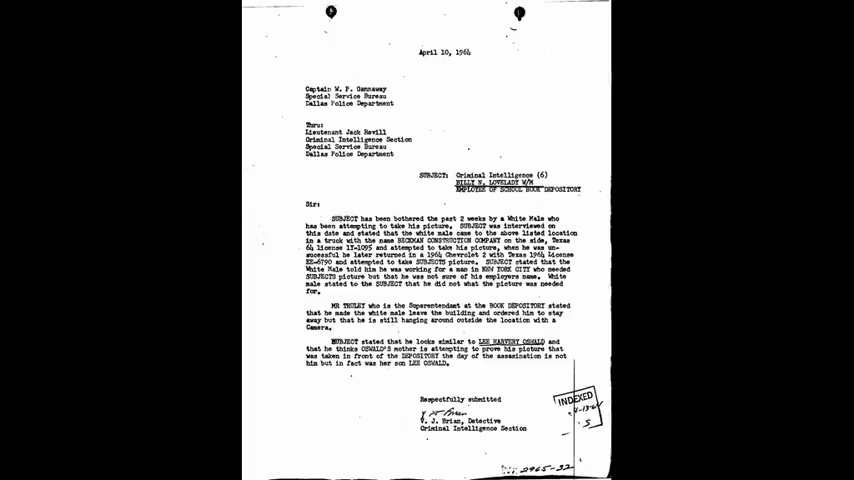 April 10, 1964
Captain W. P. Gannaway
Special Service Bureau
Dallas Police Department
Thru:
Lieutenant Jack Revill
Criminal Intelligence Section
Special Service Bureau
Dallas Police Department
SUBJECT: Criminal Intelligence (6)
BILLY N. LOVELADY W/M
EMPLOYEE OF SCHOOL BOOK DEPOSITORY
Sir:
SUBJECT has been bothered the past 2 weeks by a White Male who
has been attempting to take his picture. SUBJECT was interviewed on
this date and stated that the white male came to the above listed location
in a truck with the name BECKMAN CONSTRUCTION COMPANY on the side, Texas
64 license 1Y-1095 and attempted to take his picture, when he was un-
sucessful he later returned in a 1964 Chevrolet 2 with Texas 1964 License
EE-6790 and attempted to take SUBJECTS picture. SUBJECT stated that the
White Male told him he was working for a man in NEW YORK CITY who needed
SUBJECTS picture but that he was not sure of his employers name. White
male stated to the SUBJECT that he did not what the picture was needed
for.
MR TRULEY who is the Superentendant at the BOOK DEPOSITORY stated
that he made the white male leave the building and ordered him to stay
away but that he is still hanging around outside the location with a
Camera.
SUBJECT stated that he looks similar to LEE HARVERY OSWALD and
that he thinks OSWALD'S mother is attempting to prove his picture that
was taken in front of the DEPOSITORY the day of the assasination is not
him but in fact was her son LEE OSWALD.
Respectfully submitted
V. J. Brian, Detective
Criminal Intelligence Section
INDEXED
5
2965-32